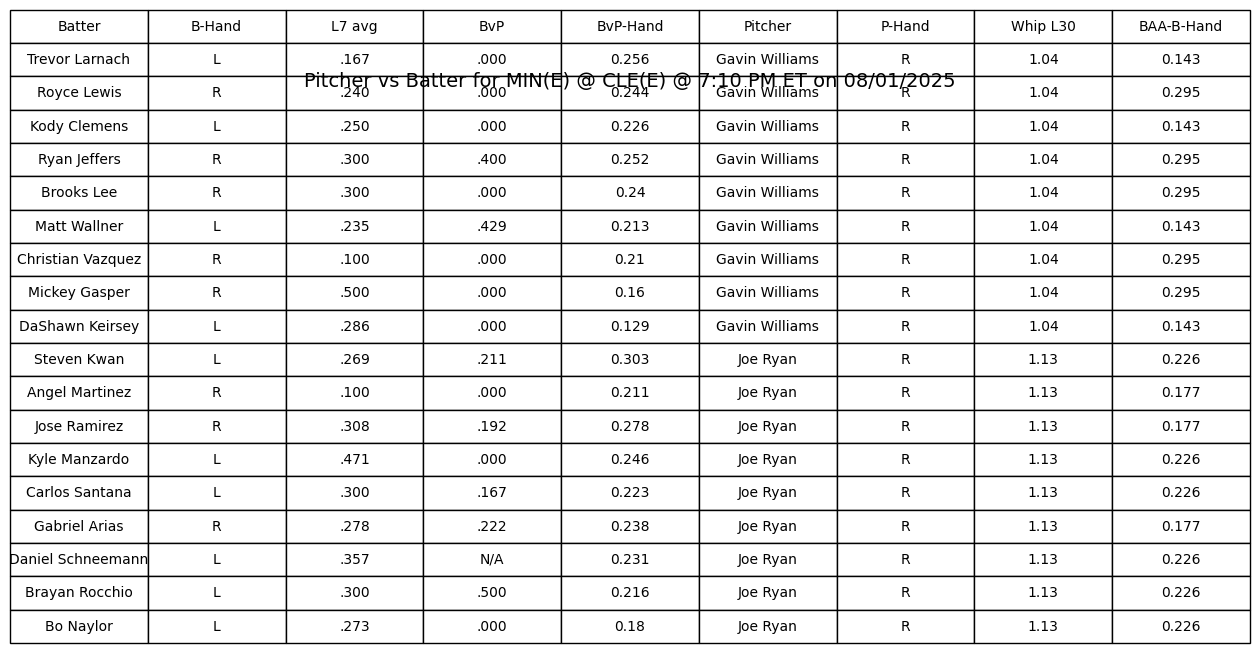 Batter B-Hand L7 avg BvP BvP-Hand Pitcher P-Hand Whip L30 BAA-B-Hand
Trevor Larnach L .167 .000 0.256 Gavin Williams R 1.04 0.143
Pitcher vs Batter for MIN(E) @ CLE(E) @ 7:10 PM ET on 08/01/2025
Royce Lewis R .240 .000 0.244 Gavin Williams R 1.04 0.295
Kody Clemens L .250 .000 0.226 Gavin Williams R 1.04 0.143
Ryan Jeffers R .300 .400 0.252 Gavin Williams R 1.04 0.295
Brooks Lee R .300 .000 0.24 Gavin Williams R 1.04 0.295
Matt Wallner L .235 .429 0.213 Gavin Williams R 1.04 0.143
Christian Vazquez R .100 .000 0.21 Gavin Williams R 1.04 0.295
Mickey Gasper R .500 .000 0.16 Gavin Williams R 1.04 0.295
DaShawn Keirsey L .286 .000 0.129 Gavin Williams R 1.04 0.143
Steven Kwan L .269 .211 0.303 Joe Ryan R 1.13 0.226
Angel Martinez R .100 .000 0.211 Joe Ryan R 1.13 0.177
Jose Ramirez R .308 .192 0.278 Joe Ryan R 1.13 0.177
Kyle Manzardo L .471 .000 0.246 Joe Ryan R 1.13 0.226
Carlos Santana L .300 .167 0.223 Joe Ryan R 1.13 0.226
Gabriel Arias R .278 .222 0.238 Joe Ryan R 1.13 0.177
Daniel Schneemann L .357 N/A 0.231 Joe Ryan R 1.13 0.226
Brayan Rocchio L .300 .500 0.216 Joe Ryan R 1.13 0.226
Bo Naylor L .273 .000 0.18 Joe Ryan R 1.13 0.226